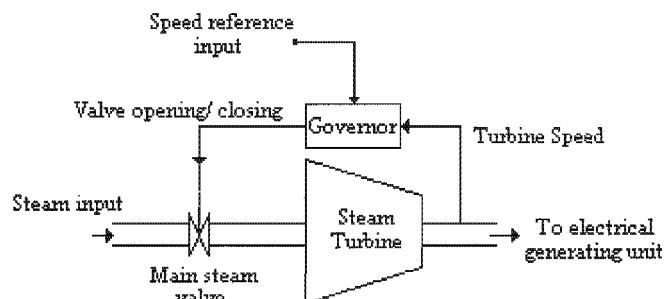 Speed reference
input
Valve opening/ closing
Governor
Turbine Speed
Steam input
Steam
Turbine
To electrical
generating unit
Main steam
valve